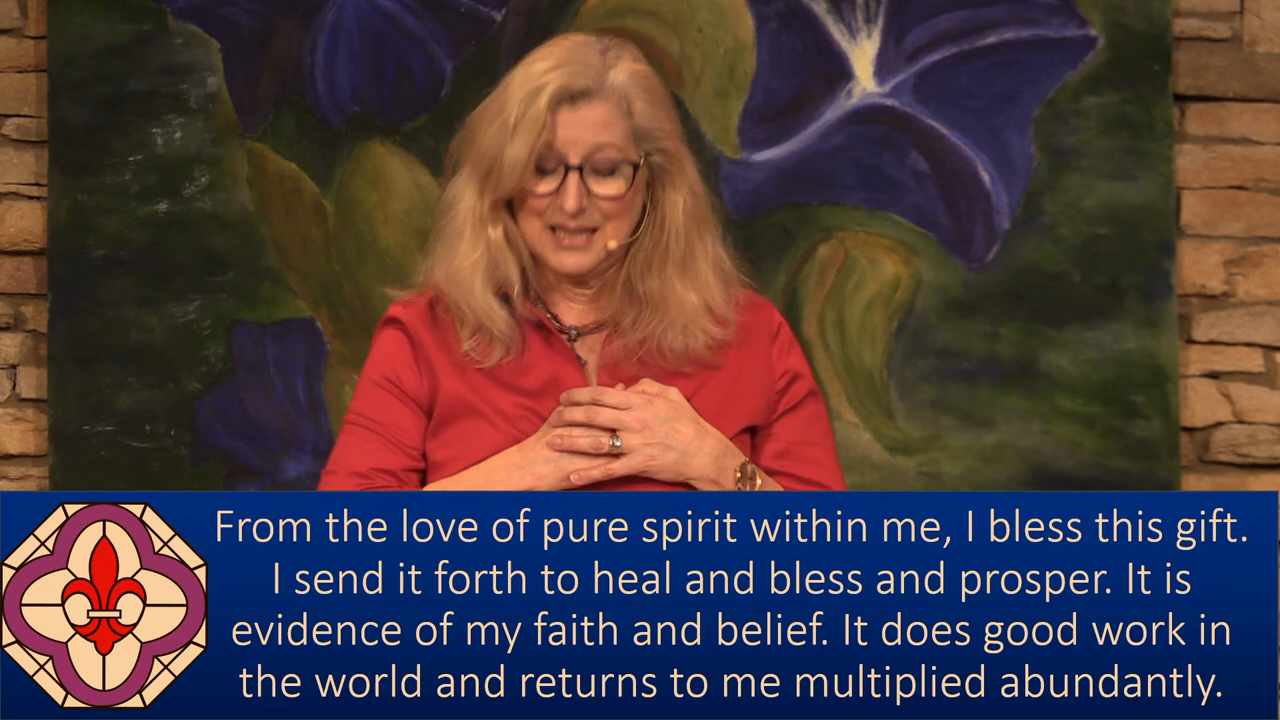 From the love of pure spirit within me, I bless this gift.
I send it forth to heal and bless and prosper. It is
evidence of my faith and belief. It does good work in
the world and returns to me multiplied abundantly.